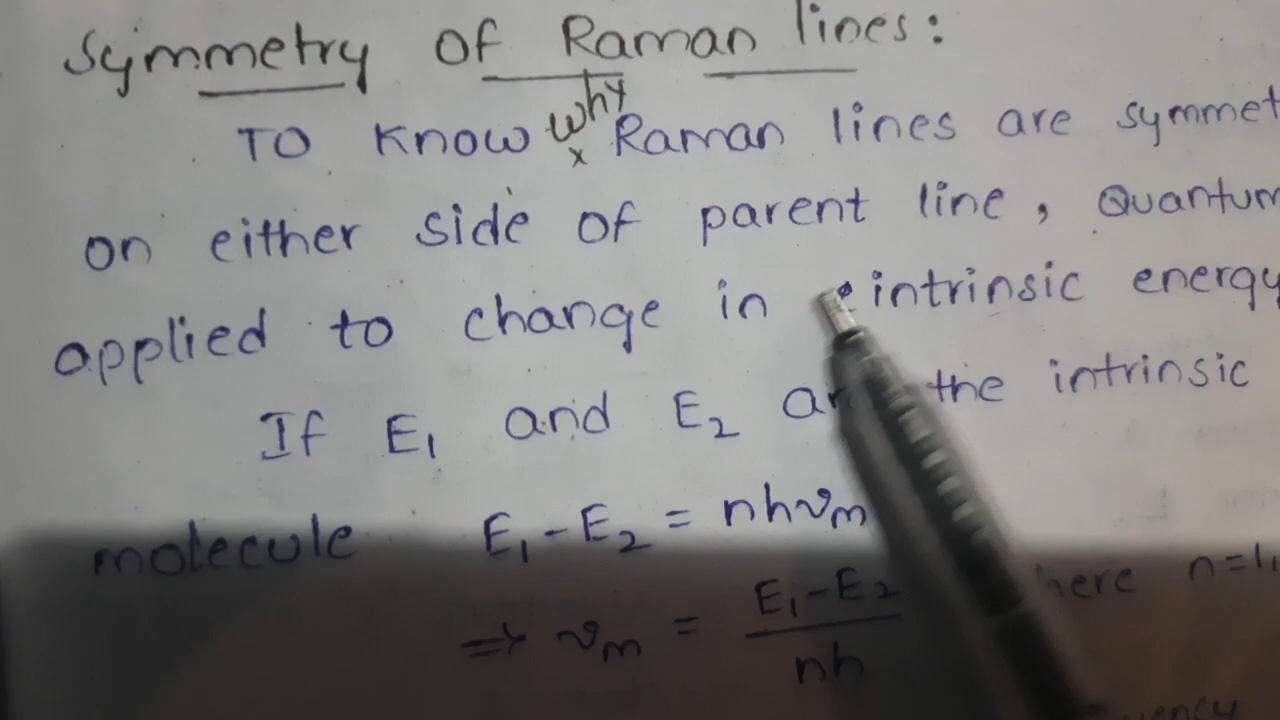 Symmetry of Raman lines:
To know why Raman lines are symmet
on either side of parent line, Quantum
applied to change in intrinsic energy
If E₁ and E₂ the intrinsic
molecule E₁-E₂ = nhνm
⇒ νm = E₁-E₂ / nh here n=1,